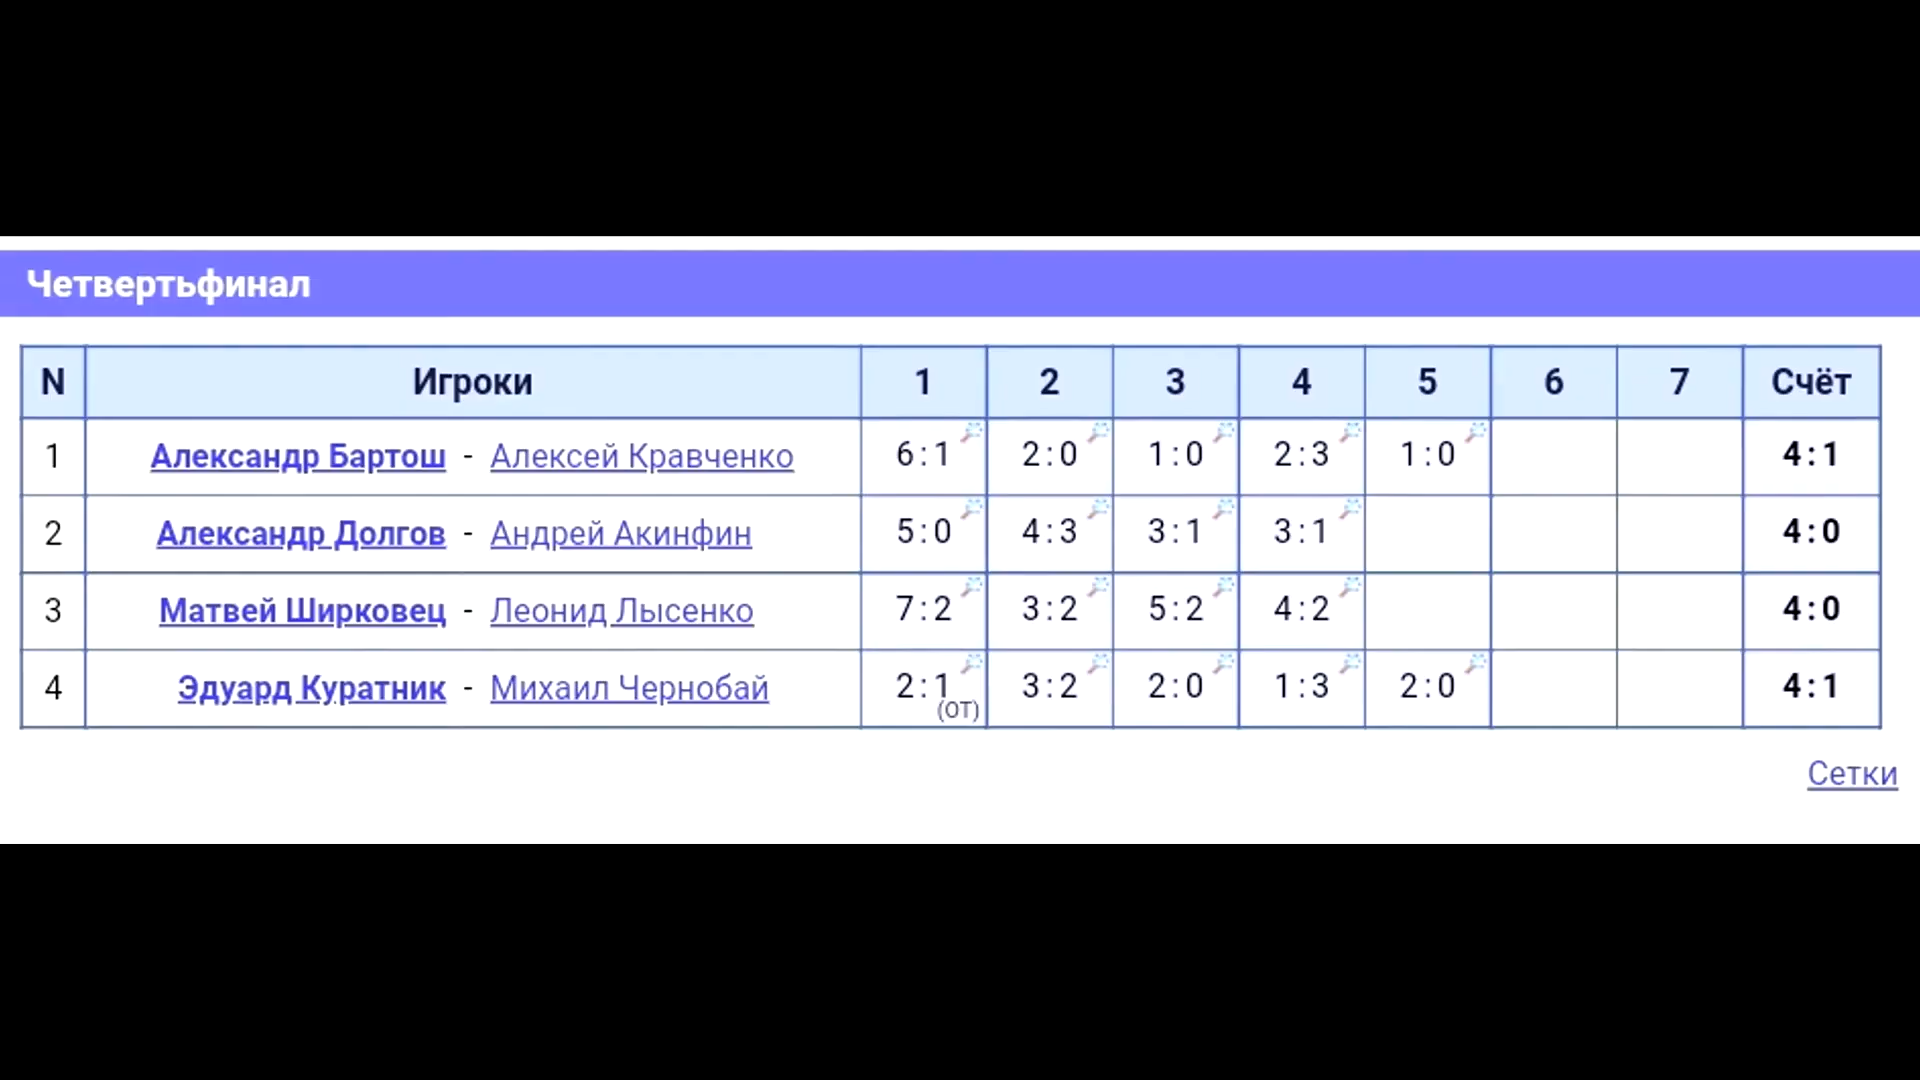 Четвертьфинал
N Игроки 1 2 3 4 5 6 7 Счёт
1 Александр Бартош - Алексей Кравченко 6:1 2:0 1:0 2:3 1:0 4:1
2 Александр Долгов - Андрей Акинфин 5:0 4:3 3:1 3:1 4:0
3 Матвей Ширковец - Леонид Лысенко 7:2 3:2 5:2 4:2 4:0
4 Эдуард Куратник - Михаил Чернобай 2:1 (ОТ) 3:2 2:0 1:3 2:0 4:1
Сетки